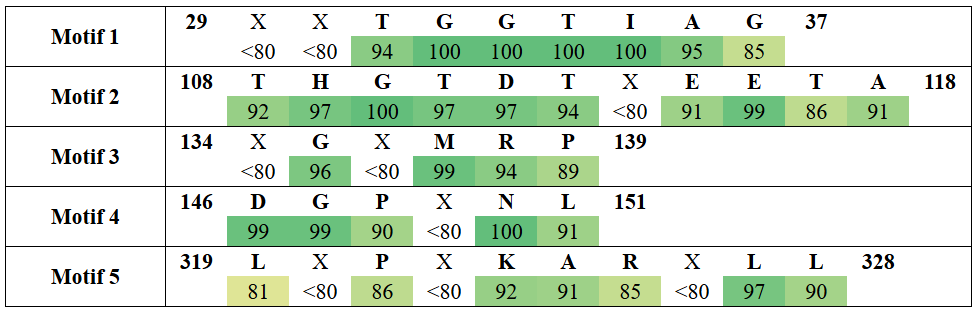 Motif 1 29 X X T G G T I A G 37
<80 <80 94 100 100 100 100 95 85
Motif 2 108 T H G T D T X E E T A 118
92 97 100 97 97 94 <80 91 99 86 91
Motif 3 134 X G X M R P 139
<80 96 <80 99 94 89
Motif 4 146 D G P X N L 151
99 99 90 <80 100 91
Motif 5 319 L X P X K A R X L L 328
81 <80 86 <80 92 91 85 <80 97 90